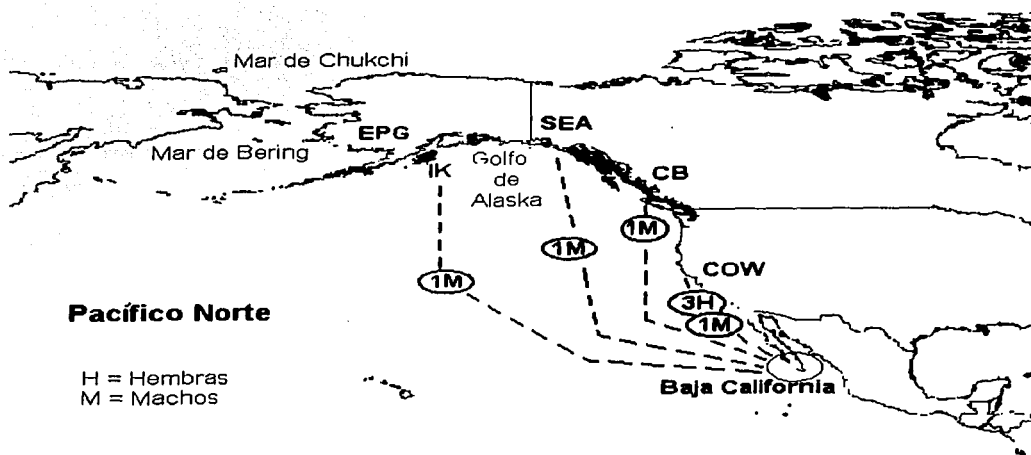 Mar de Chukchi
EPG
SEA
Mar de Bering
IK
Golfo
de
Alaska
CB
1M
1M
1M
COW
3H
1M
Pacífico Norte
Baja California
H = Hembras
M = Machos